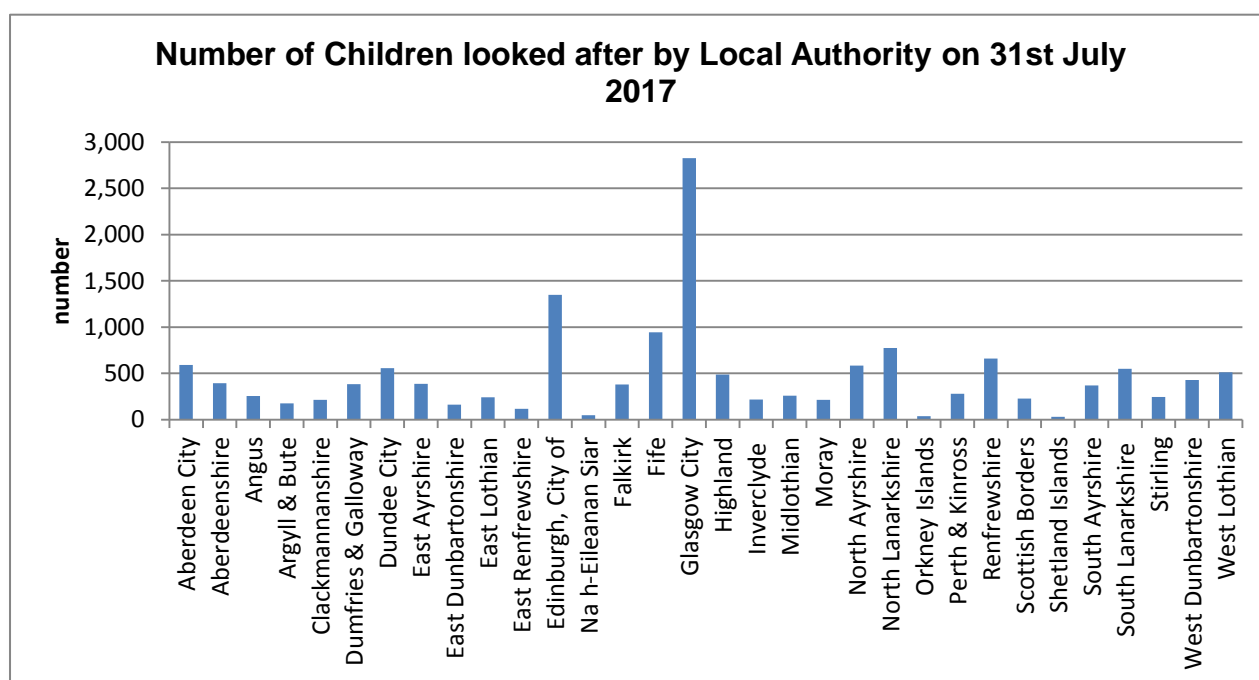 Number of Children looked after by Local Authority on 31st July
2017
3,000
2,500
2,000
1,500
1,000
500
0
number
Aberdeen City
Aberdeenshire
Angus
Argyll & Bute
Clackmannanshire
Dumfries & Galloway
Dundee City
East Ayrshire
East Dunbartonshire
East Lothian
East Renfrewshire
Edinburgh, City of
Na h-Eileanan Siar
Falkirk
Fife
Glasgow City
Highland
Inverclyde
Midlothian
Moray
North Ayrshire
North Lanarkshire
Orkney Islands
Perth & Kinross
Renfrewshire
Scottish Borders
Shetland Islands
South Ayrshire
South Lanarkshire
Stirling
West Dunbartonshire
West Lothian